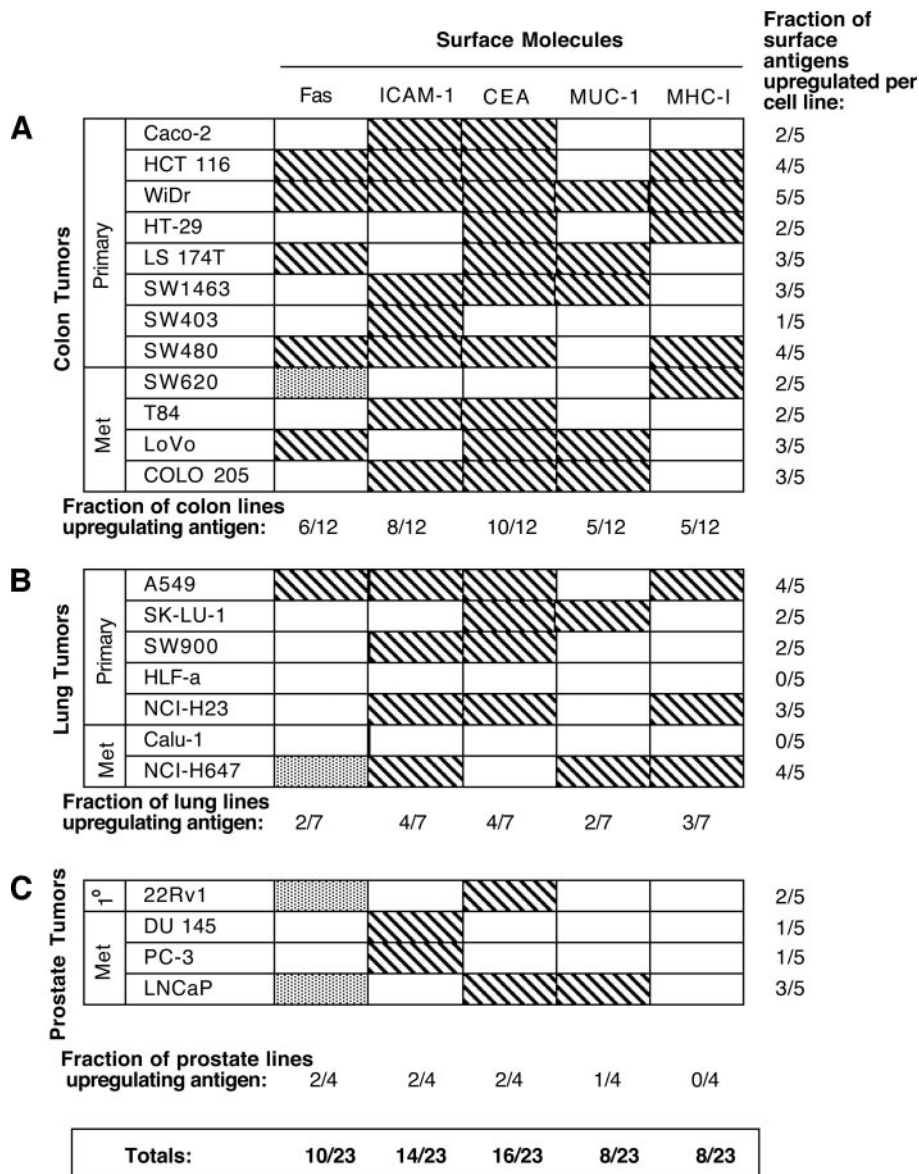 Surface Molecules
Fraction of
surface
antigens
upregulated per
cell line:
Fas ICAM-1 CEA MUC-1 MHC-I
A
Colon Tumors
Primary
Caco-2 2/5
HCT 116 4/5
WiDr 5/5
HT-29 2/5
LS 174T 3/5
SW1463 3/5
SW403 1/5
SW480 4/5
Met
SW620 2/5
T84 2/5
LoVo 3/5
COLO 205 3/5
Fraction of colon lines
upregulating antigen: 6/12 8/12 10/12 5/12 5/12
B
Lung Tumors
Primary
A549 4/5
SK-LU-1 2/5
SW900 2/5
HLF-a 0/5
NCI-H23 3/5
Met
Calu-1 0/5
NCI-H647 4/5
Fraction of lung lines
upregulating antigen: 2/7 4/7 4/7 2/7 3/7
C
Prostate Tumors
1º
22Rv1 2/5
Met
DU 145 1/5
PC-3 1/5
LNCaP 3/5
Fraction of prostate lines
upregulating antigen: 2/4 2/4 2/4 1/4 0/4
Totals: 10/23 14/23 16/23 8/23 8/23